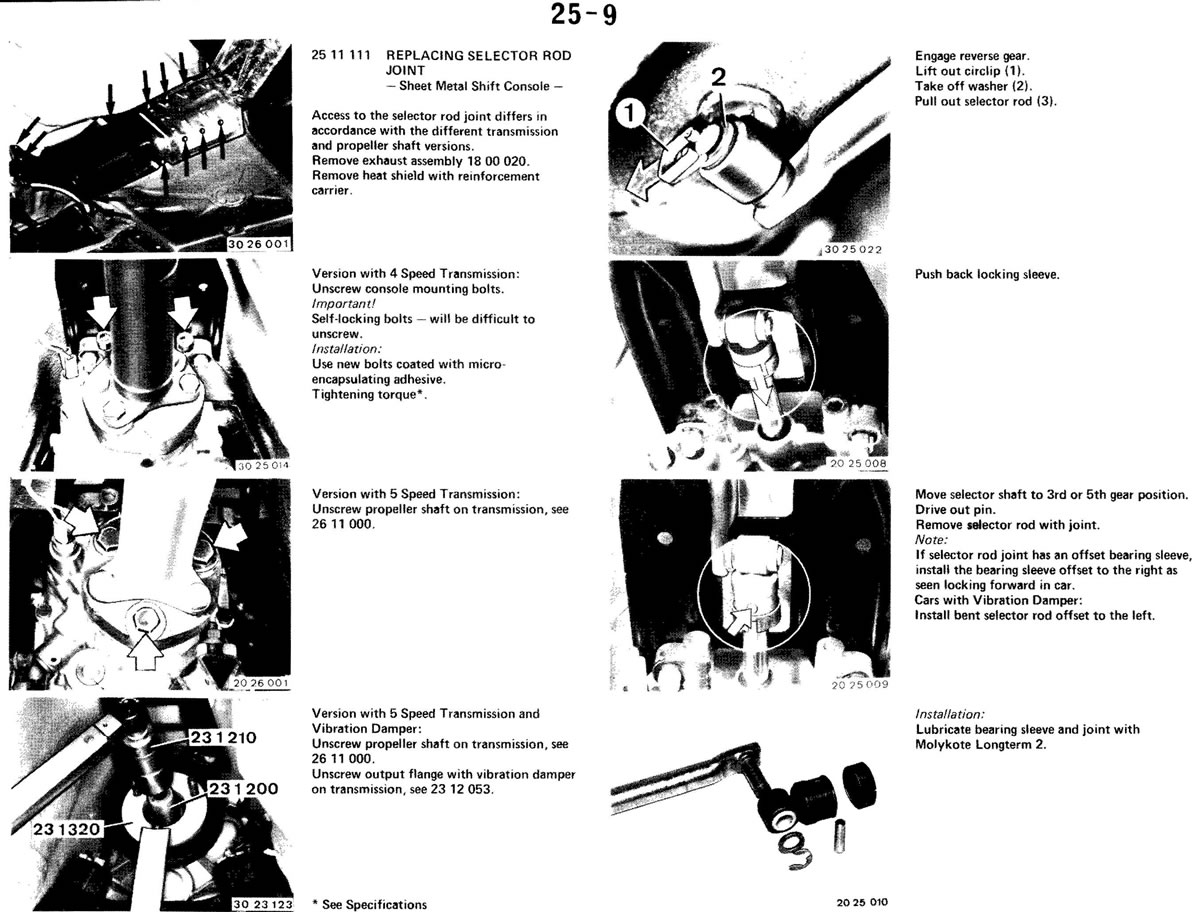 25-9
25 11 111 REPLACING SELECTOR ROD
JOINT
— Sheet Metal Shift Console —
Access to the selector rod joint differs in
accordance with the different transmission
and propeller shaft versions.
Remove exhaust assembly 18 00 020.
Remove heat shield with reinforcement
carrier.
30 26 001
Version with 4 Speed Transmission:
Unscrew console mounting bolts.
Important!
Self-locking bolts — will be difficult to
unscrew.
Installation:
Use new bolts coated with micro-
encapsulating adhesive.
Tightening torque*.
30 25 014
Version with 5 Speed Transmission:
Unscrew propeller shaft on transmission, see
26 11 000.
20 26 001
Version with 5 Speed Transmission and
Vibration Damper:
Unscrew propeller shaft on transmission, see
26 11 000.
Unscrew output flange with vibration damper
on transmission, see 23 12 053.
23 1 210
23 1 200
23 1320
30 23 123
* See Specifications
1
2
30 25 022
Engage reverse gear.
Lift out circlip (1).
Take off washer (2).
Pull out selector rod (3).
20 25 008
Push back locking sleeve.
20 25 009
Move selector shaft to 3rd or 5th gear position.
Drive out pin.
Remove selector rod with joint.
Note:
If selector rod joint has an offset bearing sleeve,
install the bearing sleeve offset to the right as
seen locking forward in car.
Cars with Vibration Damper:
Install bent selector rod offset to the left.
Installation:
Lubricate bearing sleeve and joint with
Molykote Longterm 2.
20 25 010